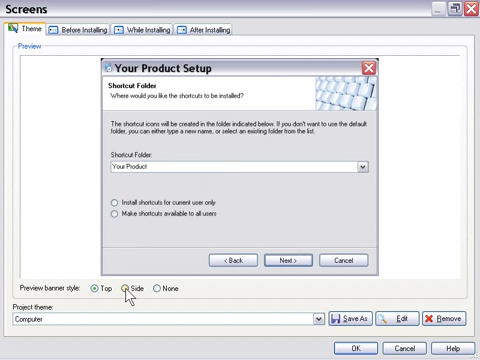 Screens
Theme
Before Installing
While Installing
After Installing
Preview
Your Product Setup
Shortcut Folder
Where would you like the shortcuts to be installed?
The shortcut icons will be created in the folder indicated below. If you don't want to use the default
folder, you can either type a new name, or select an existing folder from the list.
Shortcut Folder:
Your Product
Install shortcuts for current user only
Make shortcuts available to all users
< Back
Next >
Cancel
Preview banner style:
Top
Side
None
Project theme:
Computer
Save As
Edit
Remove
OK
Cancel
Help